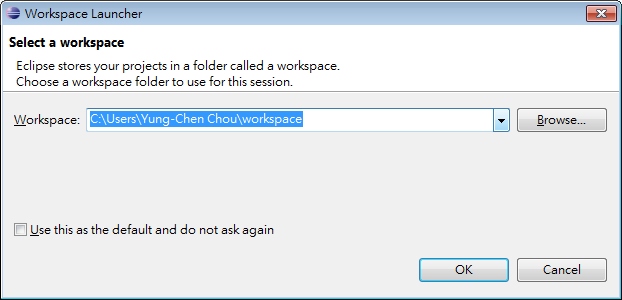 Workspace Launcher
Select a workspace
Eclipse stores your projects in a folder called a workspace.
Choose a workspace folder to use for this session.
Workspace: C:\Users\Yung-Chen Chou\workspace Browse...
Use this as the default and do not ask again
OK Cancel